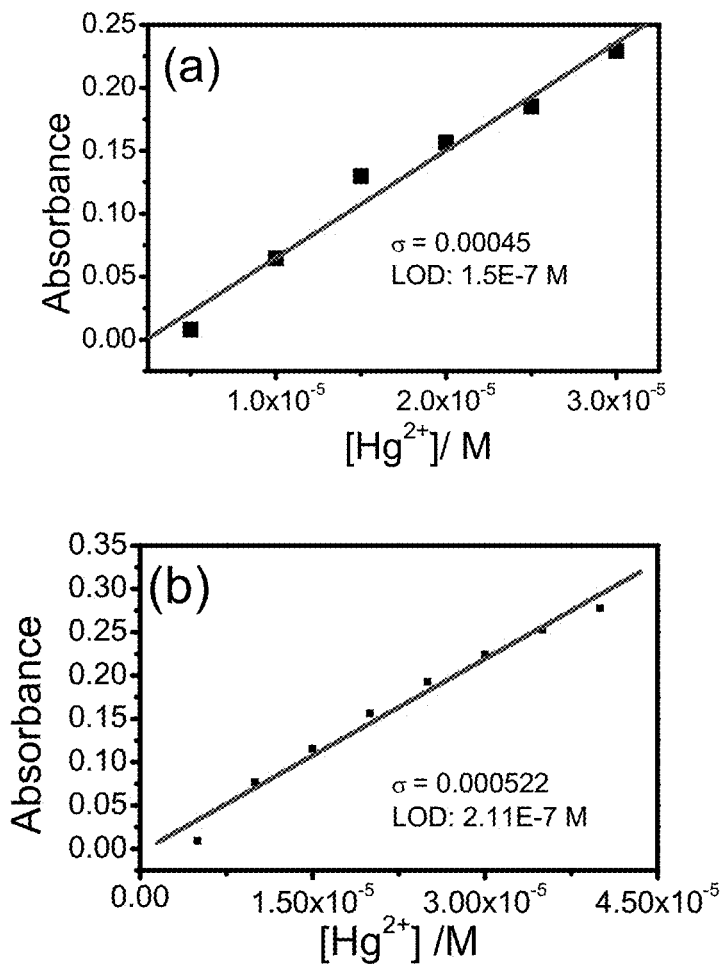 (a)
Absorbance
0.25
0.20
0.15
0.10
0.05
0.00
σ = 0.00045
LOD: 1.5E-7 M
1.0x10⁻⁵ 2.0x10⁻⁵ 3.0x10⁻⁵
[Hg²⁺]/ M
(b)
Absorbance
0.35
0.30
0.25
0.20
0.15
0.10
0.05
0.00
σ = 0.000522
LOD: 2.11E-7 M
0.00 1.50x10⁻⁵ 3.00x10⁻⁵ 4.50x10⁻⁵
[Hg²⁺] /M